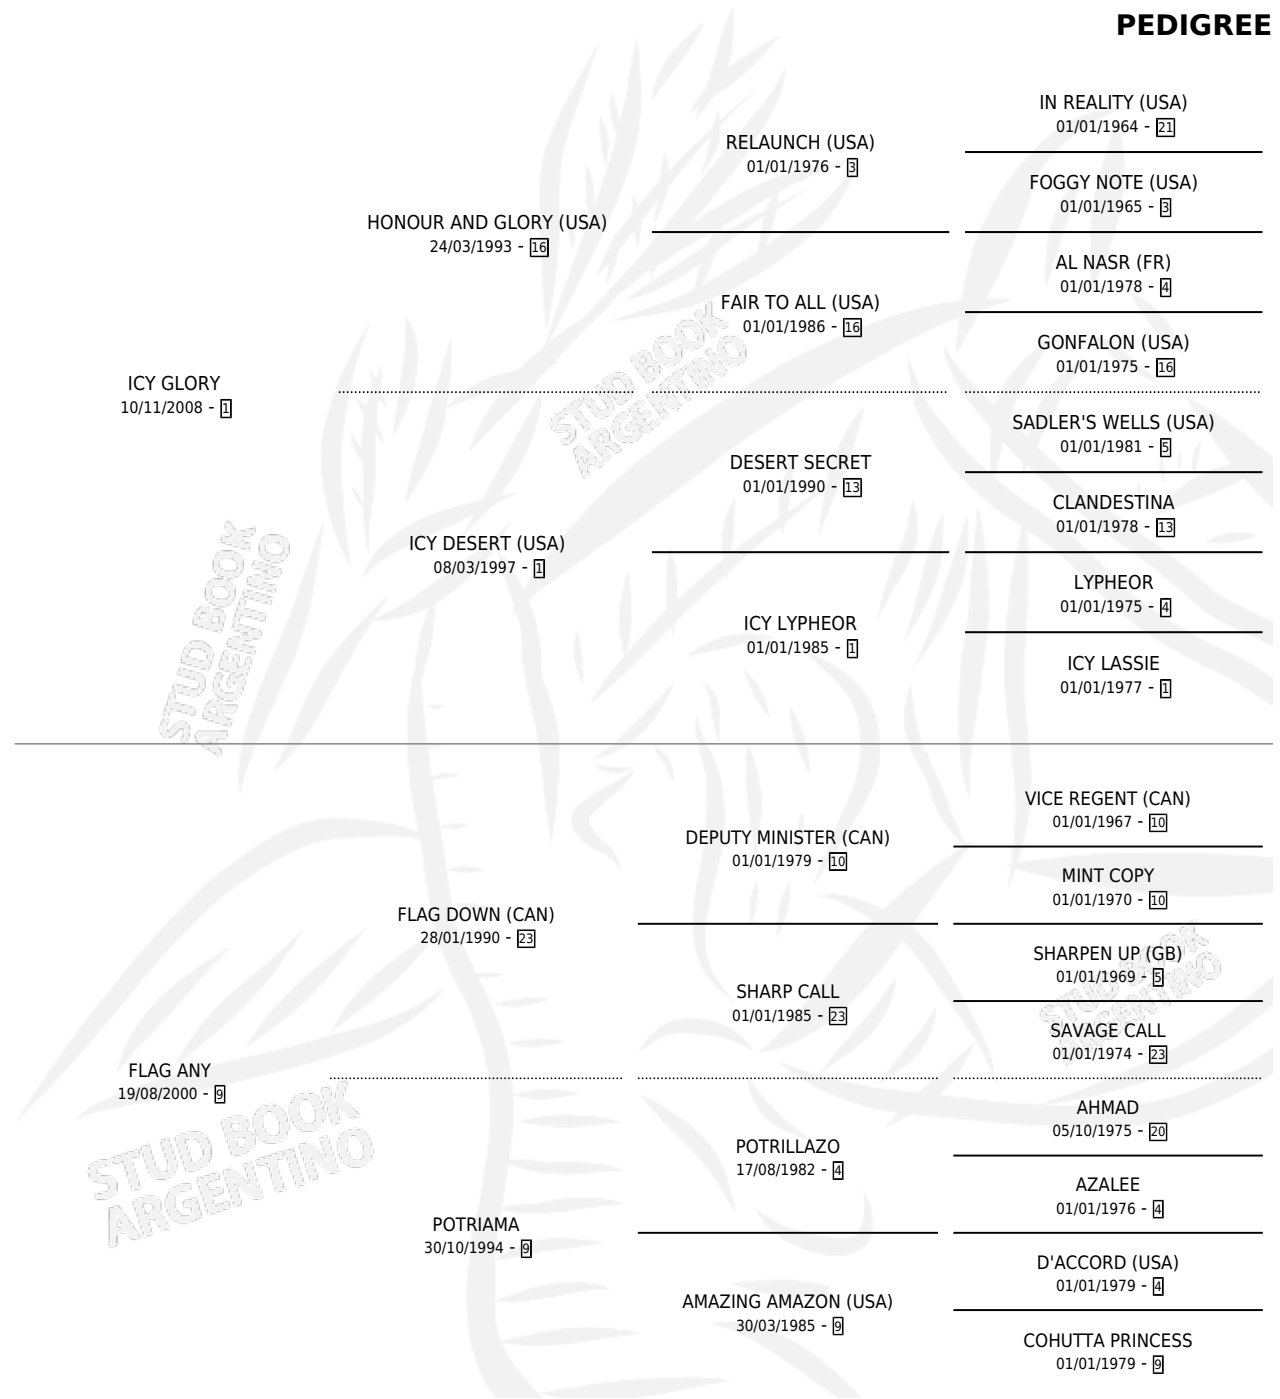 PEDIGREE
IN REALITY (USA)
01/01/1964 - 21
RELAUNCH (USA)
01/01/1976 - 3
FOGGY NOTE (USA)
01/01/1965 - 3
HONOUR AND GLORY (USA)
24/03/1993 - 16
AL NASR (FR)
01/01/1978 - 4
FAIR TO ALL (USA)
01/01/1986 - 16
GONFALON (USA)
01/01/1975 - 16
ICY GLORY
10/11/2008 - 1
SADLER'S WELLS (USA)
01/01/1981 - 5
DESERT SECRET
01/01/1990 - 13
CLANDESTINA
01/01/1978 - 13
ICY DESERT (USA)
08/03/1997 - 1
LYPHEOR
01/01/1975 - 4
ICY LYPHEOR
01/01/1985 - 1
ICY LASSIE
01/01/1977 - 1
VICE REGENT (CAN)
01/01/1967 - 10
DEPUTY MINISTER (CAN)
01/01/1979 - 10
MINT COPY
01/01/1970 - 10
FLAG DOWN (CAN)
28/01/1990 - 23
SHARPEN UP (GB)
01/01/1969 - 5
SHARP CALL
01/01/1985 - 23
SAVAGE CALL
01/01/1974 - 23
FLAG ANY
19/08/2000 - 9
AHMAD
05/10/1975 - 20
POTRILLAZO
17/08/1982 - 4
AZALEE
01/01/1976 - 4
POTRIAMA
30/10/1994 - 9
D'ACCORD (USA)
01/01/1979 - 4
AMAZING AMAZON (USA)
30/03/1985 - 9
COHUTTA PRINCESS
01/01/1979 - 9
STUD BOOK
ARGENTINO
STUD BOOK
ARGENTINO
STUD BOOK
ARGENTINO
STUD BOOK
ARGENTINO